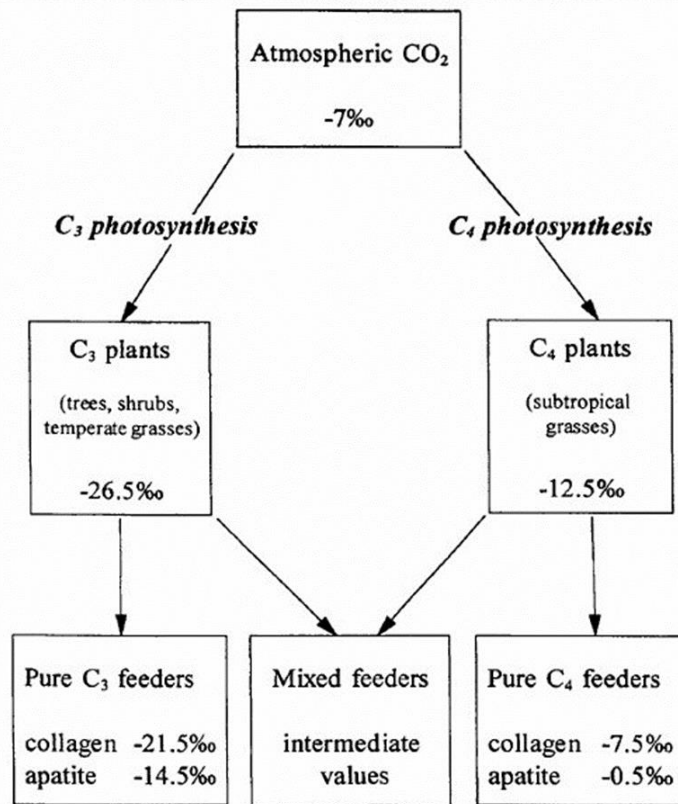 Atmospheric CO₂
-7‰
C₃ photosynthesis
C₄ photosynthesis
C₃ plants
(trees, shrubs,
temperate grasses)
-26.5‰
C₄ plants
(subtropical
grasses)
-12.5‰
Pure C₃ feeders
collagen -21.5‰
apatite -14.5‰
Mixed feeders
intermediate
values
Pure C₄ feeders
collagen -7.5‰
apatite -0.5‰